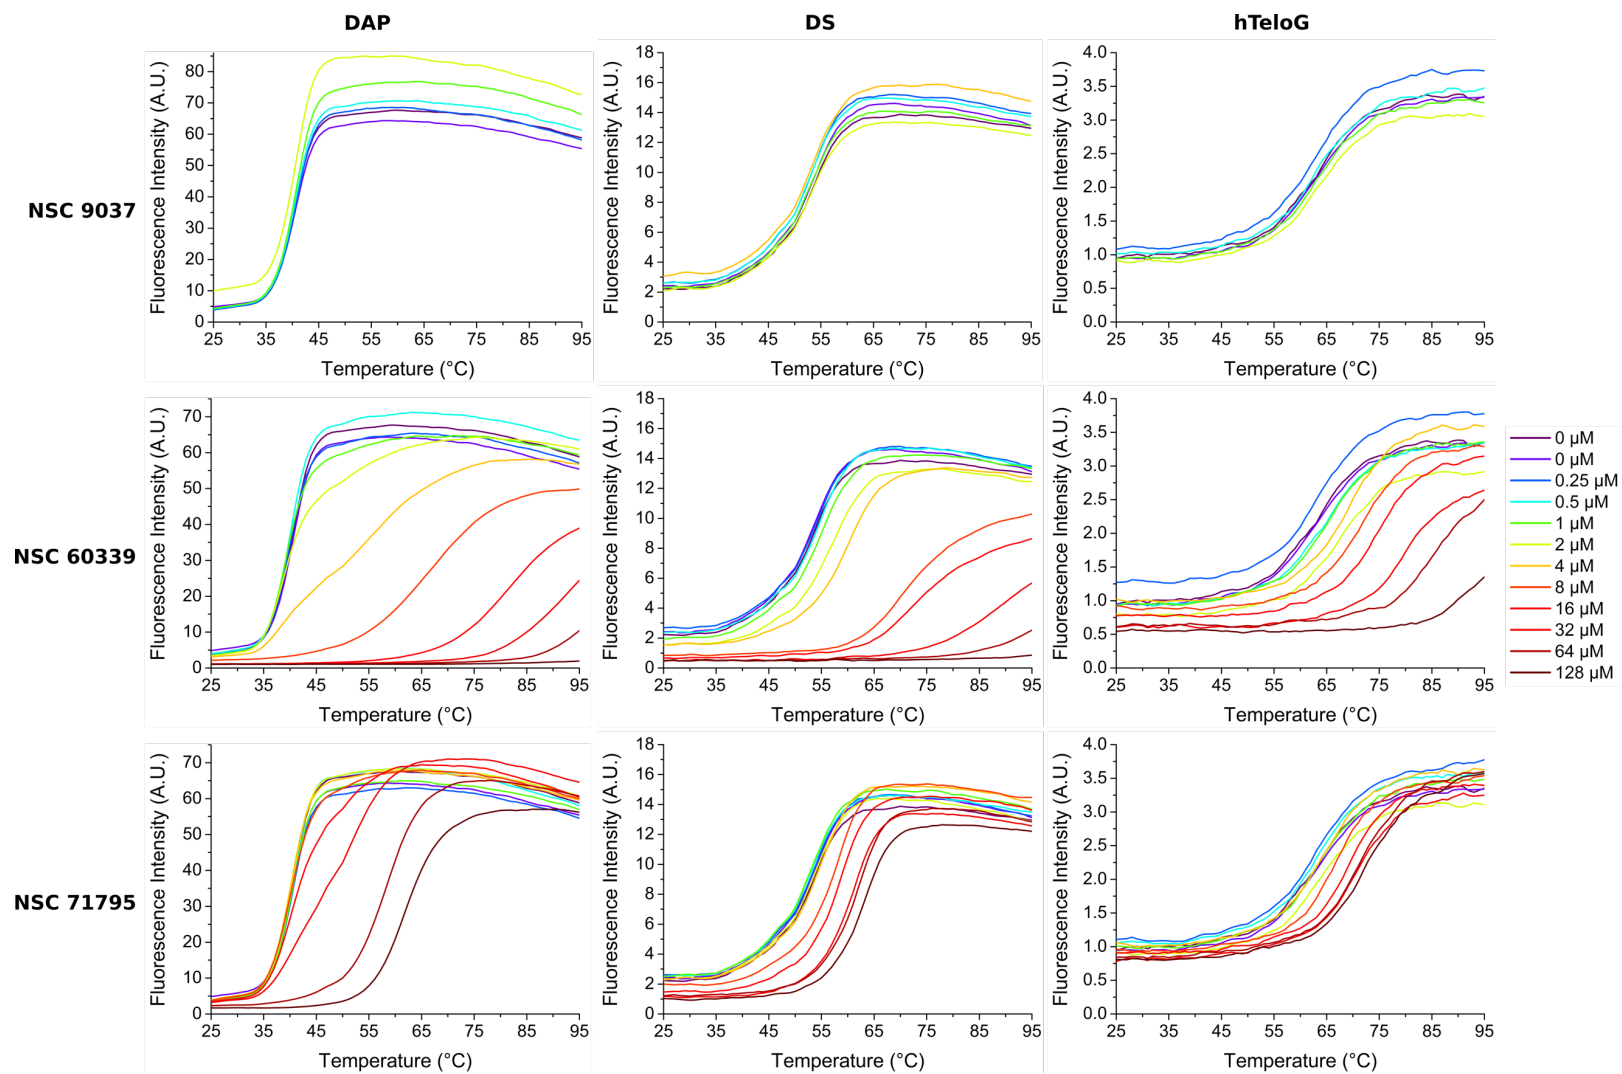 DAP DS hTeloG
NSC 9037
Fluorescence Intensity (A.U.)
80
70
60
50
40
30
20
10
0
25 35 45 55 65 75 85 95
Temperature (°C)
Fluorescence Intensity (A.U.)
18
16
14
12
10
8
6
4
2
0
25 35 45 55 65 75 85 95
Temperature (°C)
Fluorescence Intensity (A.U.)
4.0
3.5
3.0
2.5
2.0
1.5
1.0
0.5
0.0
25 35 45 55 65 75 85 95
Temperature (°C)
NSC 60339
Fluorescence Intensity (A.U.)
70
60
50
40
30
20
10
0
25 35 45 55 65 75 85 95
Temperature (°C)
Fluorescence Intensity (A.U.)
18
16
14
12
10
8
6
4
2
0
25 35 45 55 65 75 85 95
Temperature (°C)
Fluorescence Intensity (A.U.)
4.0
3.5
3.0
2.5
2.0
1.5
1.0
0.5
0.0
25 35 45 55 65 75 85 95
Temperature (°C)
0 µM
0 µM
0.25 µM
0.5 µM
1 µM
2 µM
4 µM
8 µM
16 µM
32 µM
64 µM
128 µM
NSC 71795
Fluorescence Intensity (A.U.)
70
60
50
40
30
20
10
0
25 35 45 55 65 75 85 95
Temperature (°C)
Fluorescence Intensity (A.U.)
18
16
14
12
10
8
6
4
2
0
25 35 45 55 65 75 85 95
Temperature (°C)
Fluorescence Intensity (A.U.)
4.0
3.5
3.0
2.5
2.0
1.5
1.0
0.5
0.0
25 35 45 55 65 75 85 95
Temperature (°C)